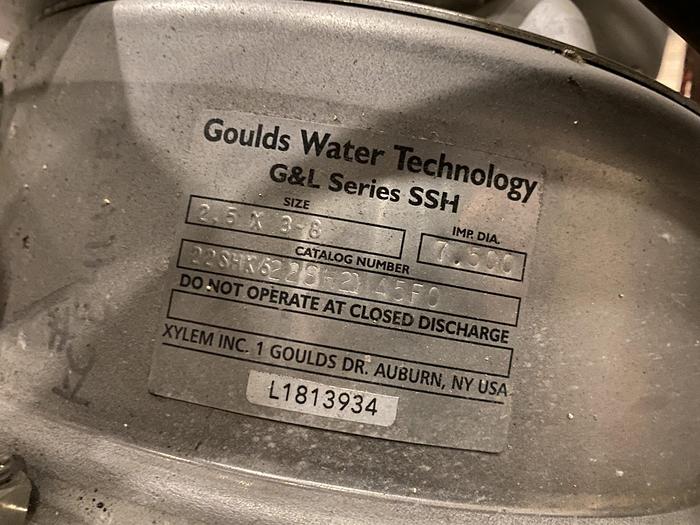 Goulds Water Technology
G&L Series SSH
SIZE
2.5 X 3-8
IMP. DIA.
7.500
CATALOG NUMBER
DO NOT OPERATE AT CLOSED DISCHARGE
XYLEM INC. 1 GOULDS DR. AUBURN, NY USA
L1813934